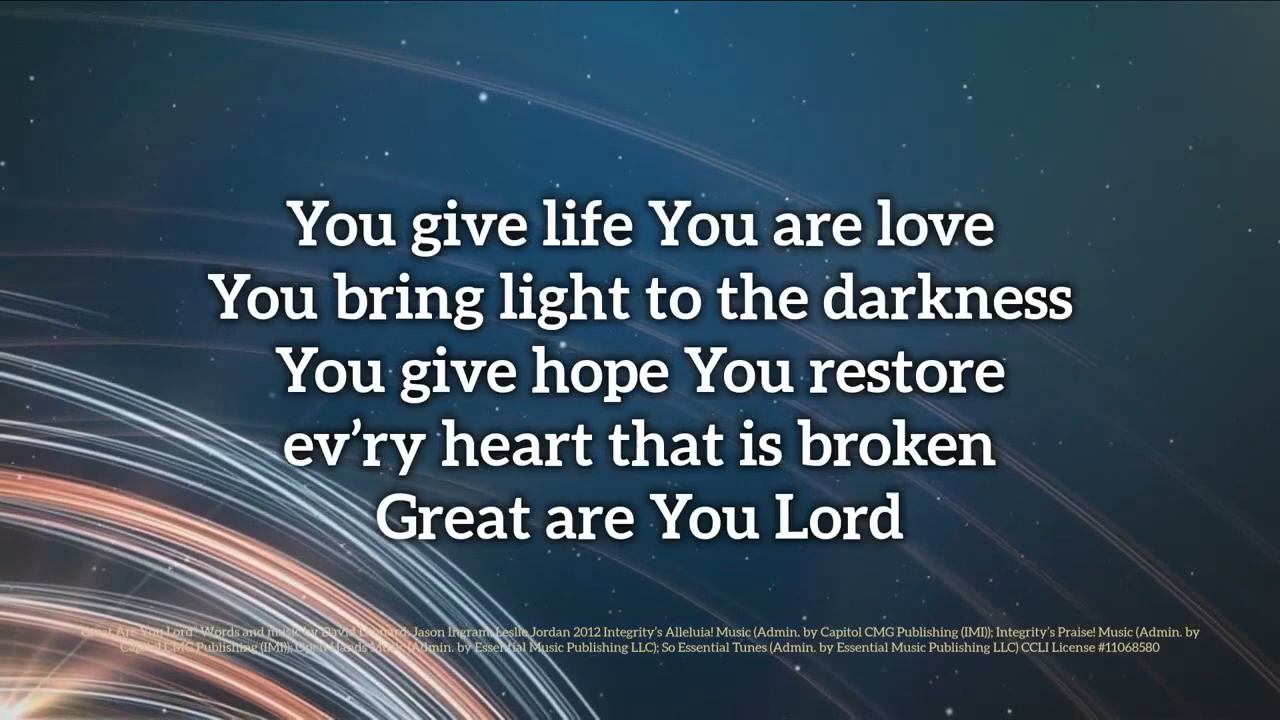 You give life You are love
You bring light to the darkness
You give hope You restore
ev’ry heart that is broken
Great are You Lord
Great Are You Lord" Words and music by David Leonard, Jason Ingram, Leslie Jordan 2012 Integrity’s Alleluia! Music (Admin. by Capitol CMG Publishing (IMI)); Integrity’s Praise! Music (Admin. by
Capitol CMG Publishing (IMI)); Open Hands Music (Admin. by Essential Music Publishing LLC); So Essential Tunes (Admin. by Essential Music Publishing LLC) CCLI License #11068580